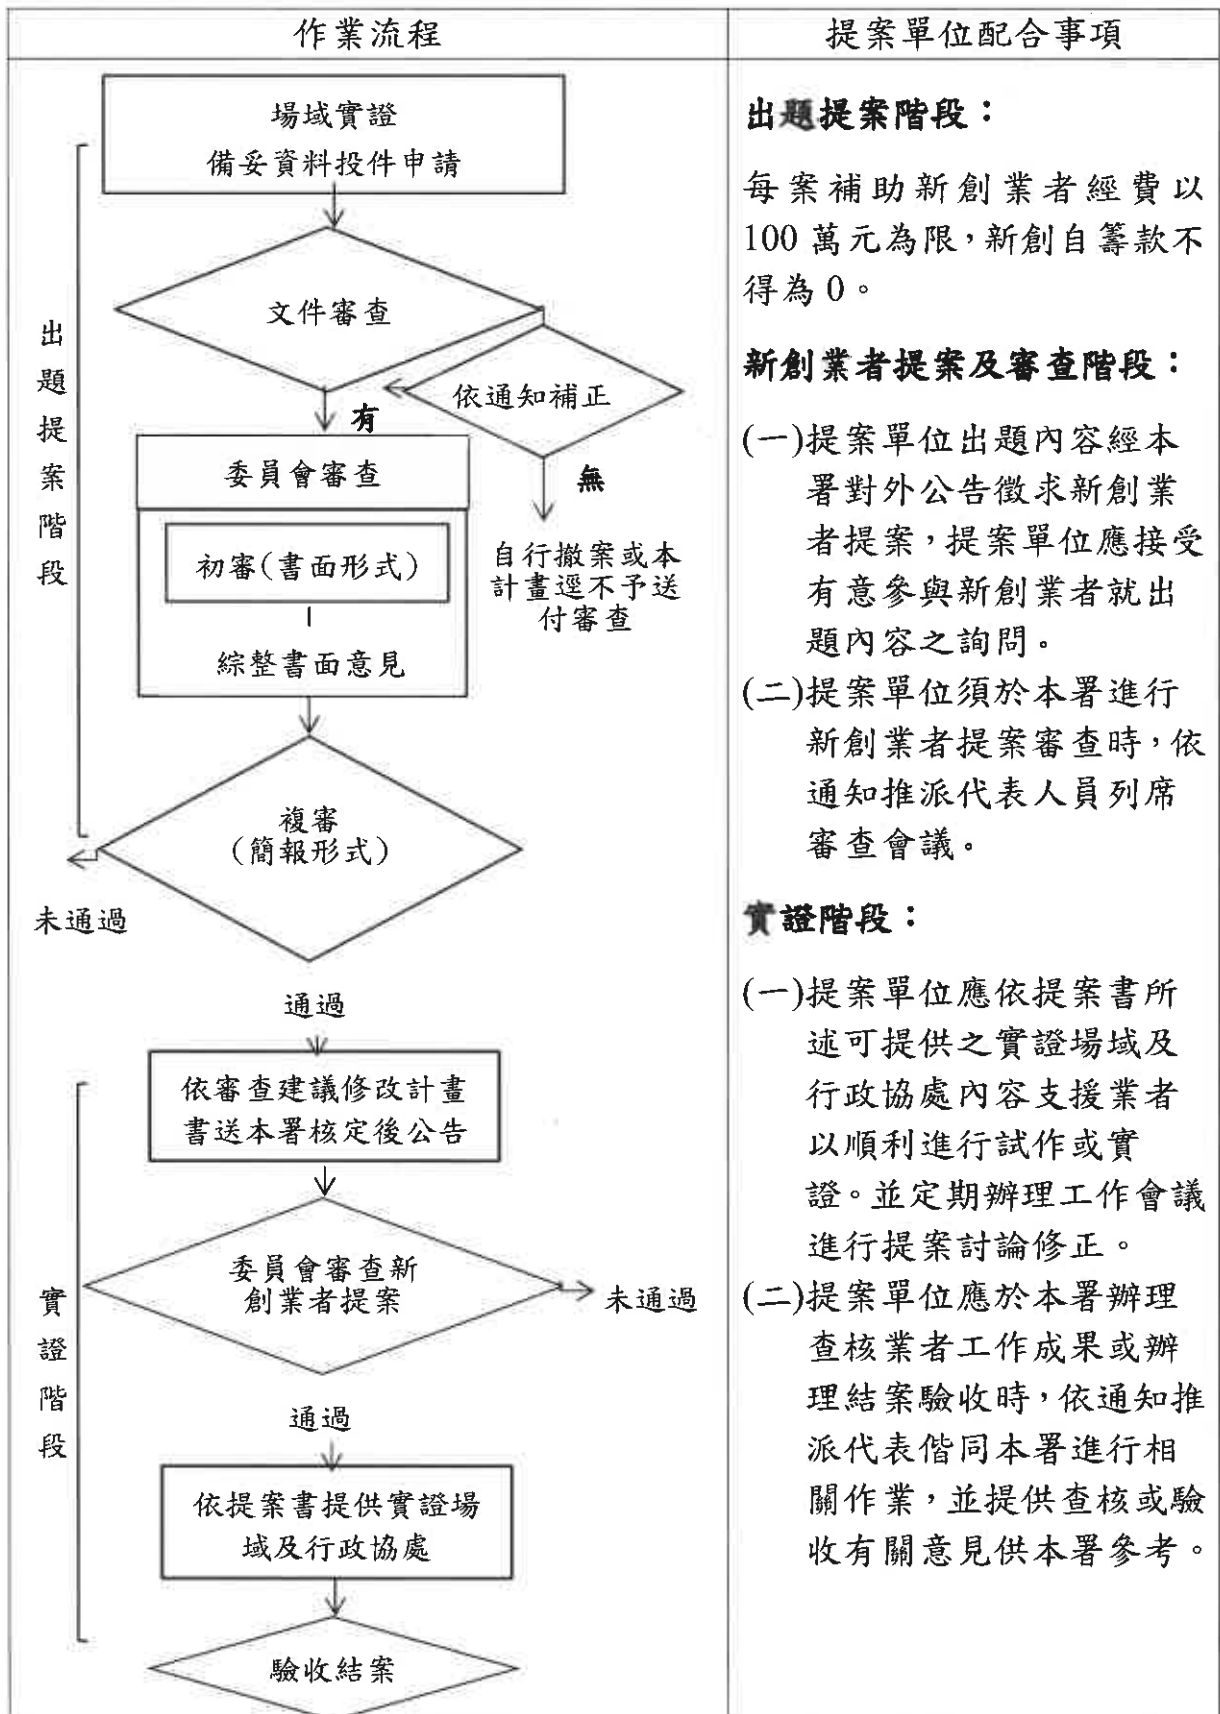 作業流程
提案單位配合事項
場域實證
備妥資料投件申請
文件審查
依通知補正
有
無
委員會審查
初審(書面形式)
綜整書面意見
自行撤案或本
計畫逕不予送
付審查
出題提案階段
複審
(簡報形式)
未通過
通過
依審查建議修改計畫
書送本署核定後公告
委員會審查新
創業者提案
未通過
實證階段
通過
依提案書提供實證場
域及行政協處
驗收結案
出題提案階段：
每案補助新創業者經費以
100 萬元為限，新創自籌款不
得為 0。
新創業者提案及審查階段：
(一)提案單位出題內容經本
署對外公告徵求新創業
者提案，提案單位應接受
有意參與新創業者就出
題內容之詢問。
(二)提案單位須於本署進行
新創業者提案審查時，依
通知推派代表人員列席
審查會議。
實證階段：
(一)提案單位應依提案書所
述可提供之實證場域及
行政協處內容支援業者
以順利進行試作或實
證。並定期辦理工作會議
進行提案討論修正。
(二)提案單位應於本署辦理
查核業者工作成果或辦
理結案驗收時，依通知推
派代表偕同本署進行相
關作業，並提供查核或驗
收有關意見供本署參考。